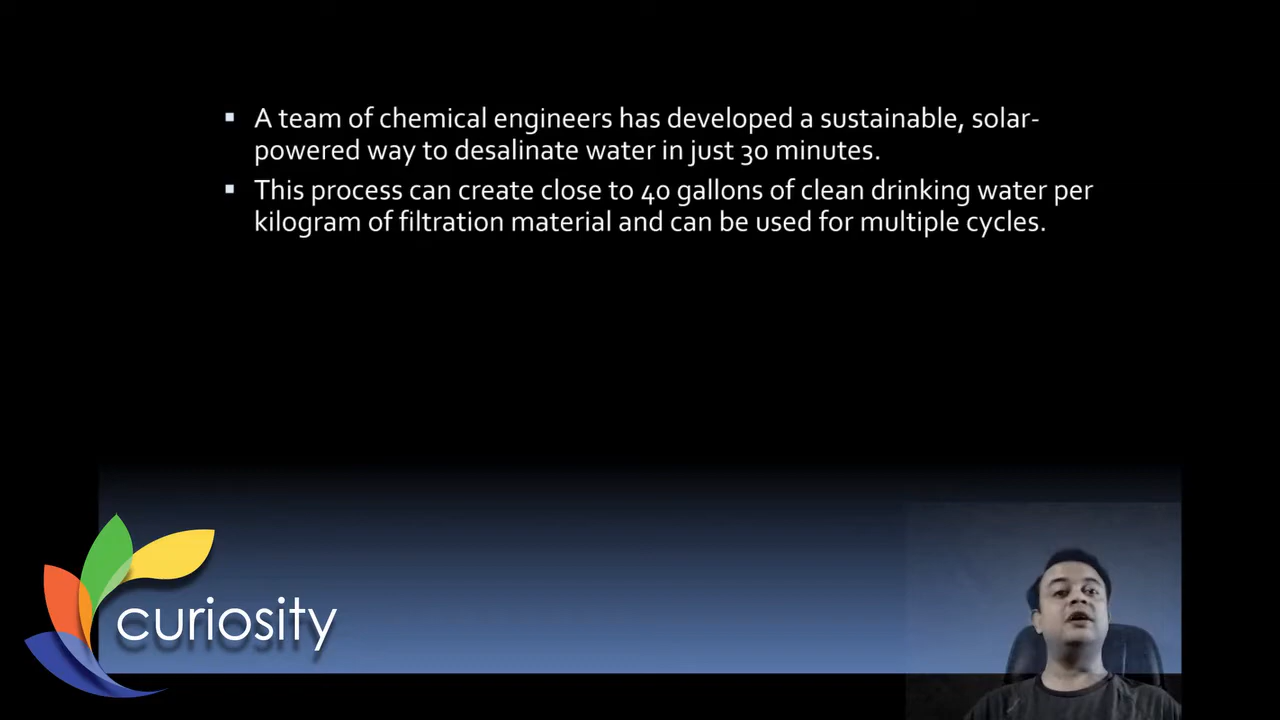 A team of chemical engineers has developed a sustainable, solar-
powered way to desalinate water in just 30 minutes.
This process can create close to 40 gallons of clean drinking water per
kilogram of filtration material and can be used for multiple cycles.
curiosity